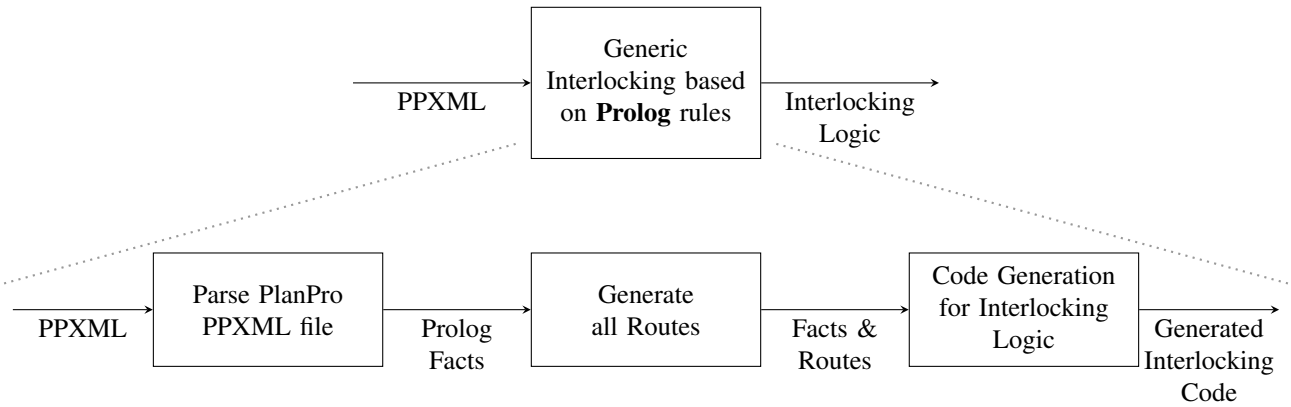 Generic
Interlocking based
on Prolog rules
PPXML
Interlocking
Logic
PPXML
Parse PlanPro
PPXML file
Prolog
Facts
Generate
all Routes
Facts &
Routes
Code Generation
for Interlocking
Logic
Generated
Interlocking
Code